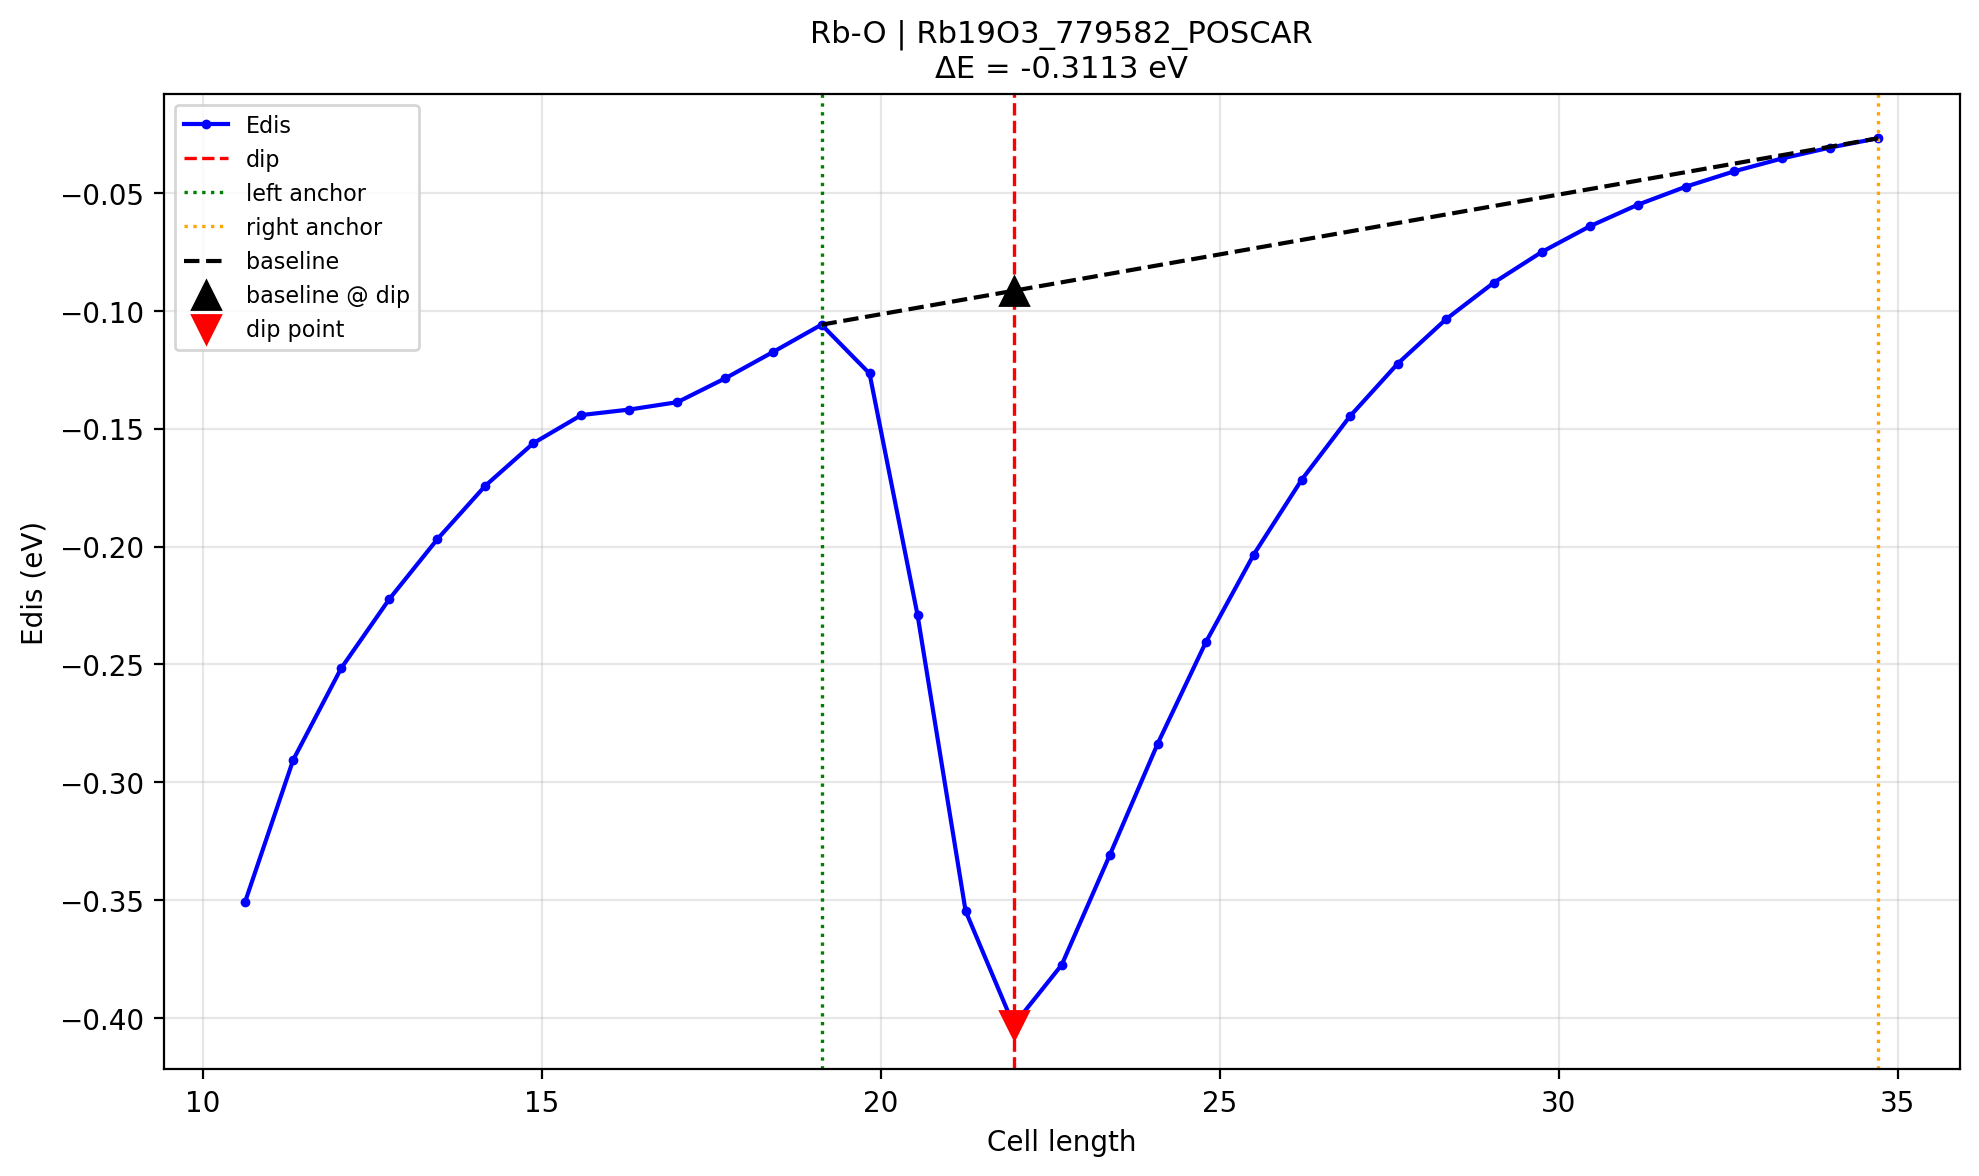 Rb-O | Rb19O3_779582_POSCAR
ΔE = -0.3113 eV
Edis
dip
left anchor
right anchor
baseline
baseline @ dip
dip point
Edis (eV)
−0.05
−0.10
−0.15
−0.20
−0.25
−0.30
−0.35
−0.40
10
15
20
25
30
35
Cell length